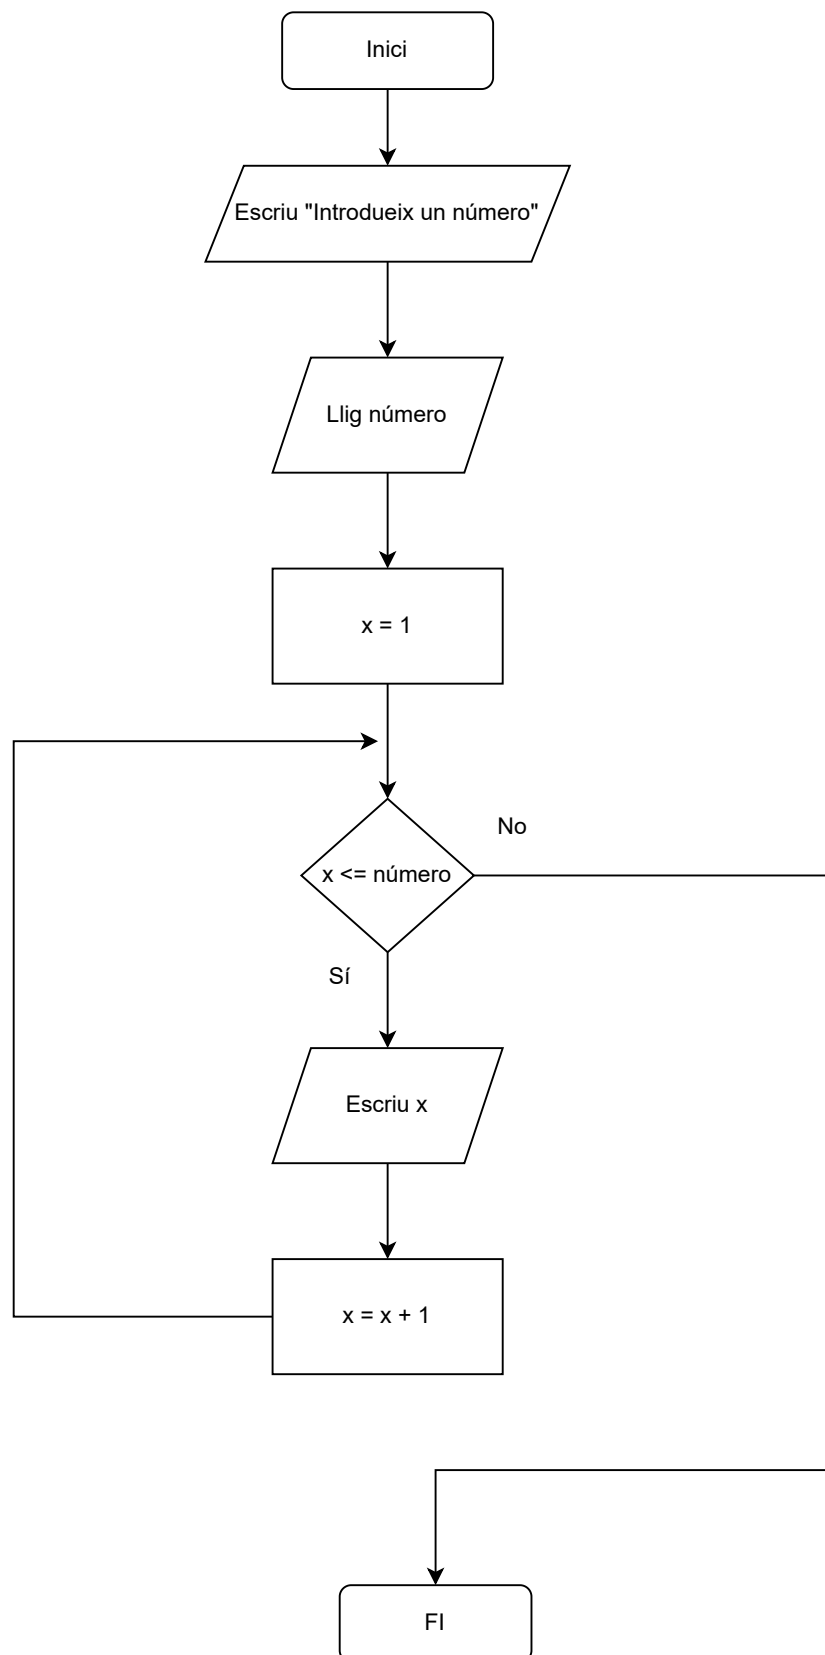 Inici
Escriu "Introdueix un número"
Llig número
x = 1
No
x <= número
Sí
Escriu x
x = x + 1
FI